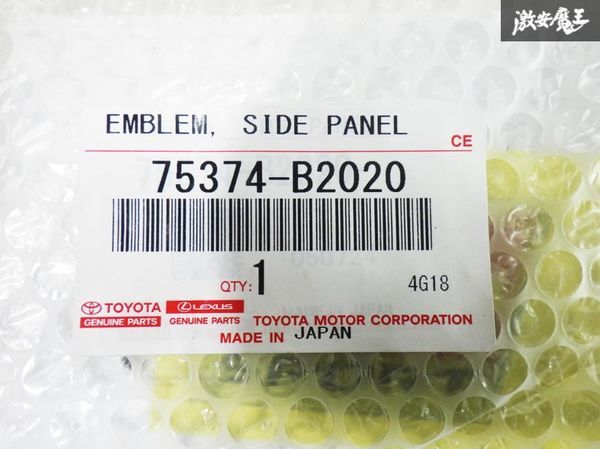 激安魔王
EMBLEM, SIDE PANEL
CE
75374-B2020
QTY: 1
4G18
TOYOTA LEXUS
GENUINE PARTS GENUINE PARTS TOYOTA MOTOR CORPORATION
MADE IN JAPAN